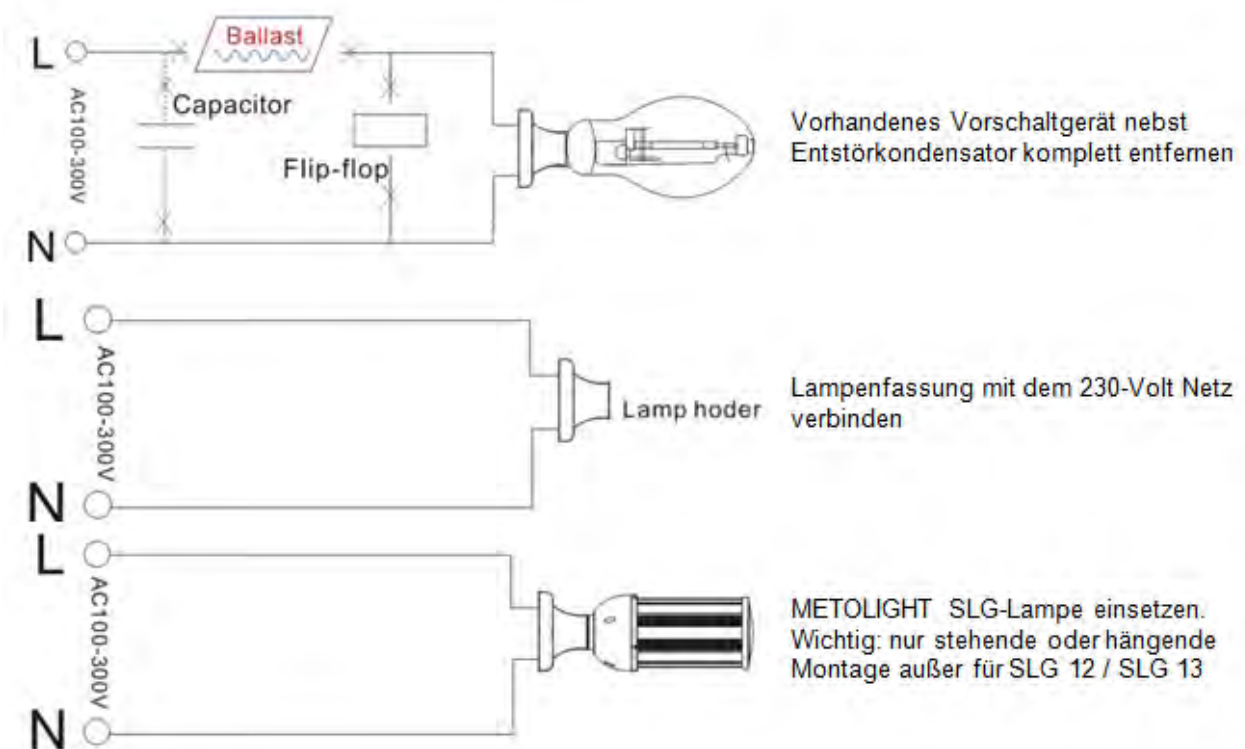 Ballast
L
AC100-300V
Capacitor
Flip-flop
N
Vorhandenes Vorschaltgerät nebst
Entstörkondensator komplett entfernen
L
AC100-300V
Lamp hoder
N
Lampenfassung mit dem 230-Volt Netz
verbinden
L
AC100-300V
N
METOLIGHT SLG-Lampe einsetzen.
Wichtig: nur stehende oder hängende
Montage außer für SLG 12 / SLG 13